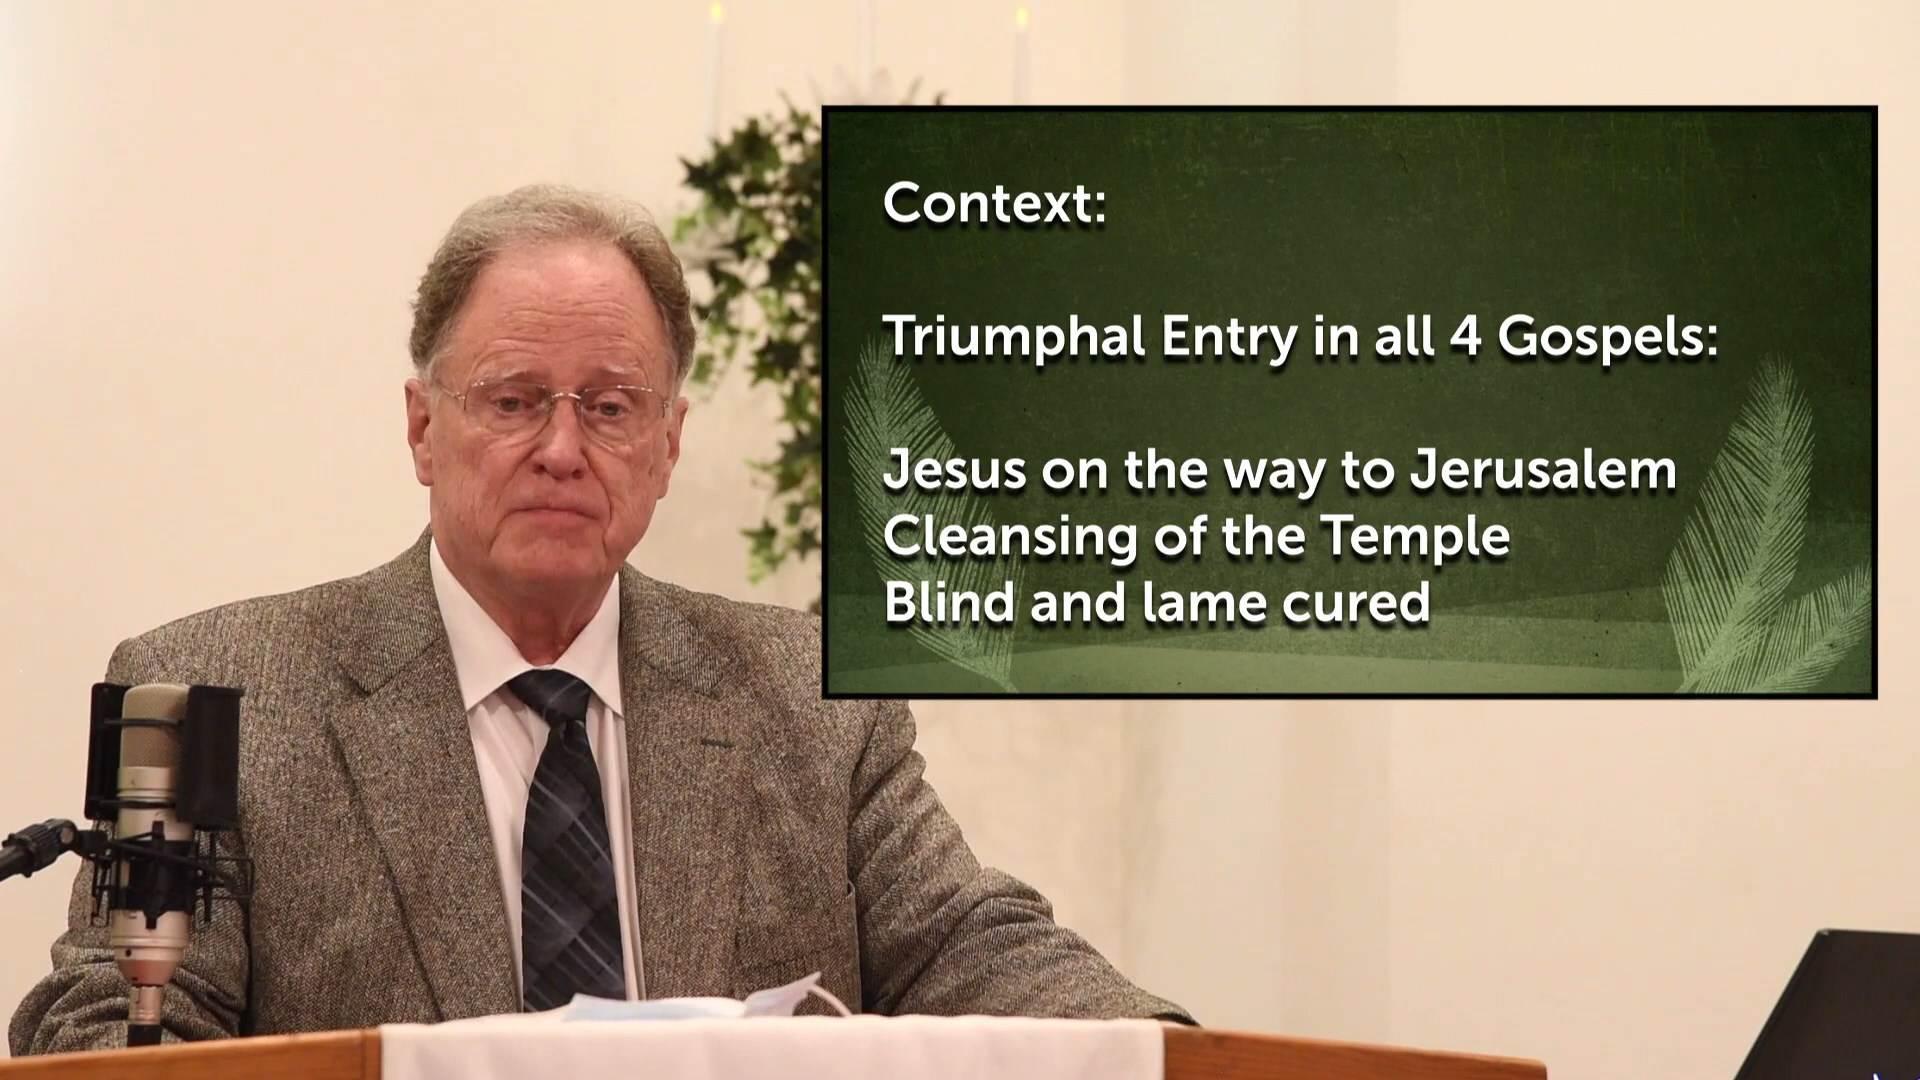 Context:
Triumphal Entry in all 4 Gospels:
Jesus on the way to Jerusalem
Cleansing of the Temple
Blind and lame cured